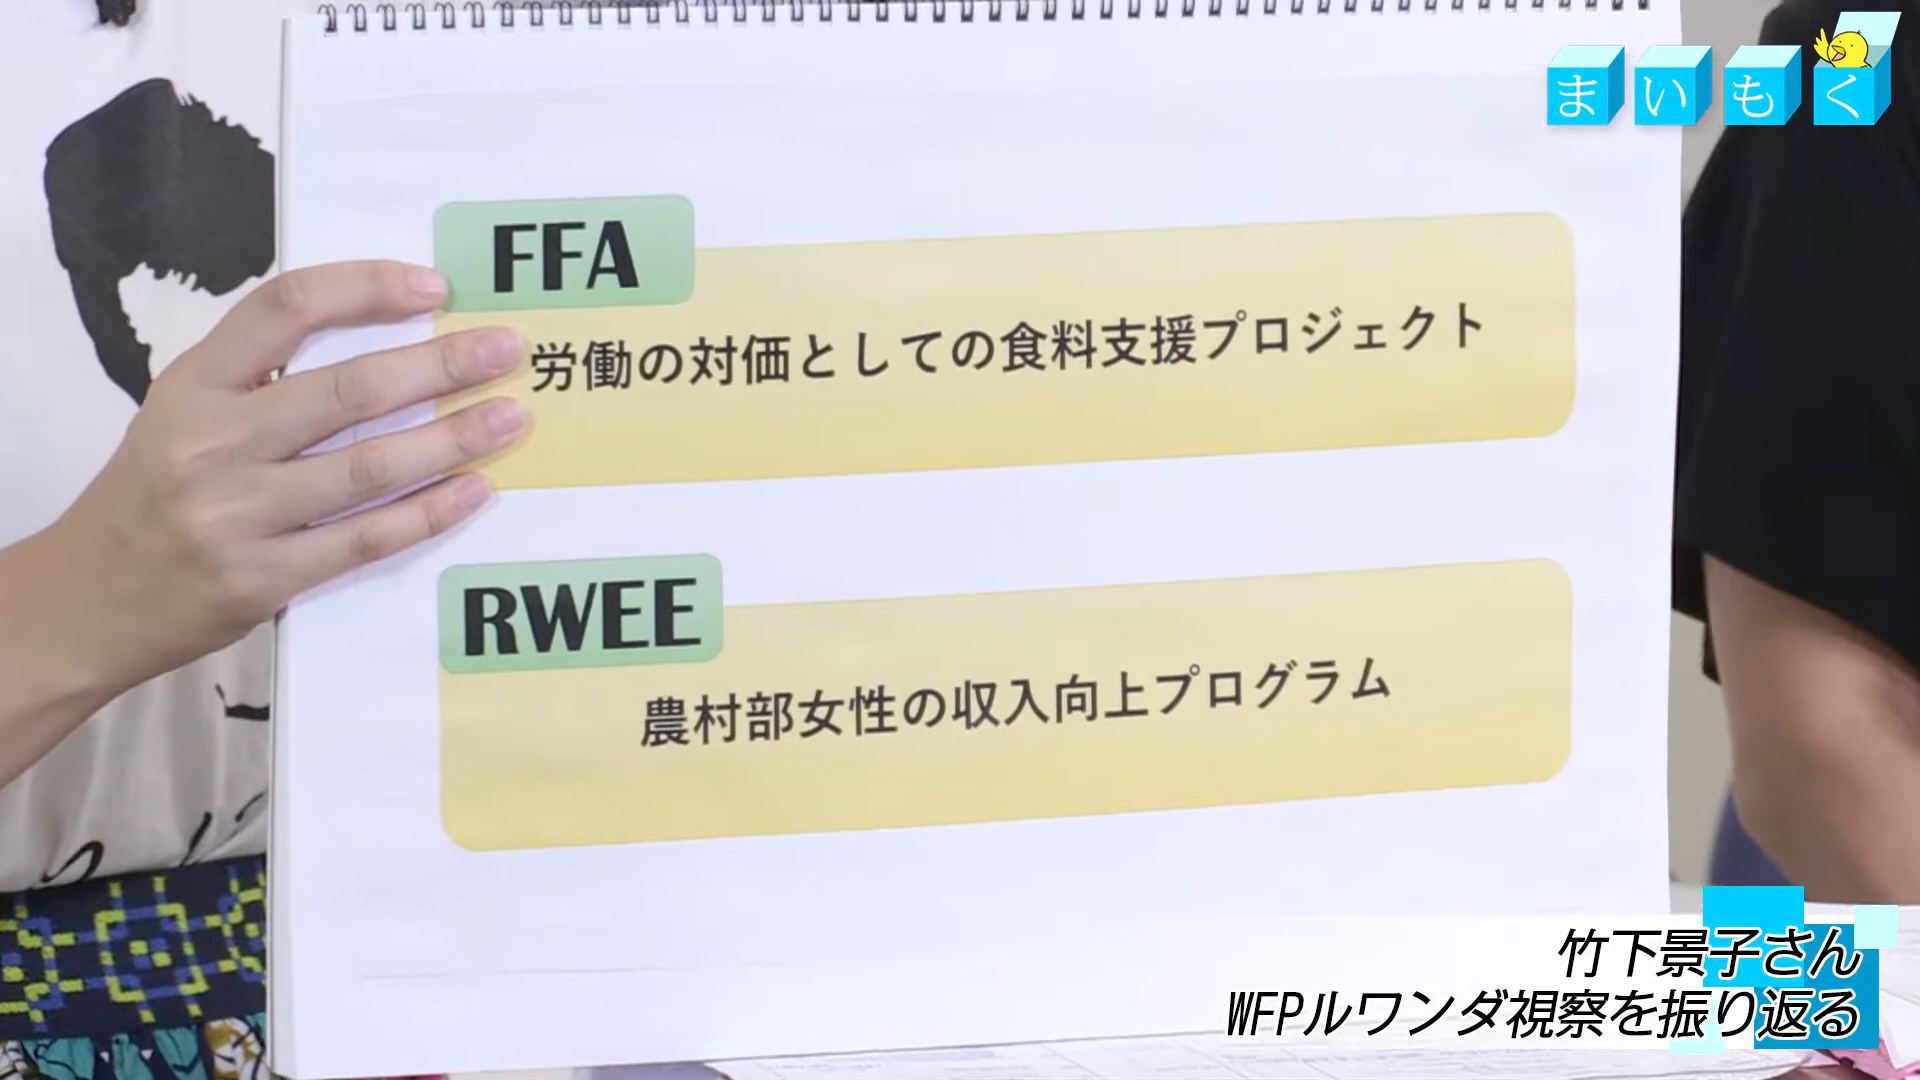 まいもく
FFA
労働の対価としての食料支援プロジェクト
RWEE
農村部女性の収入向上プログラム
竹下景子さん
WFPルワンダ視察を振り返る